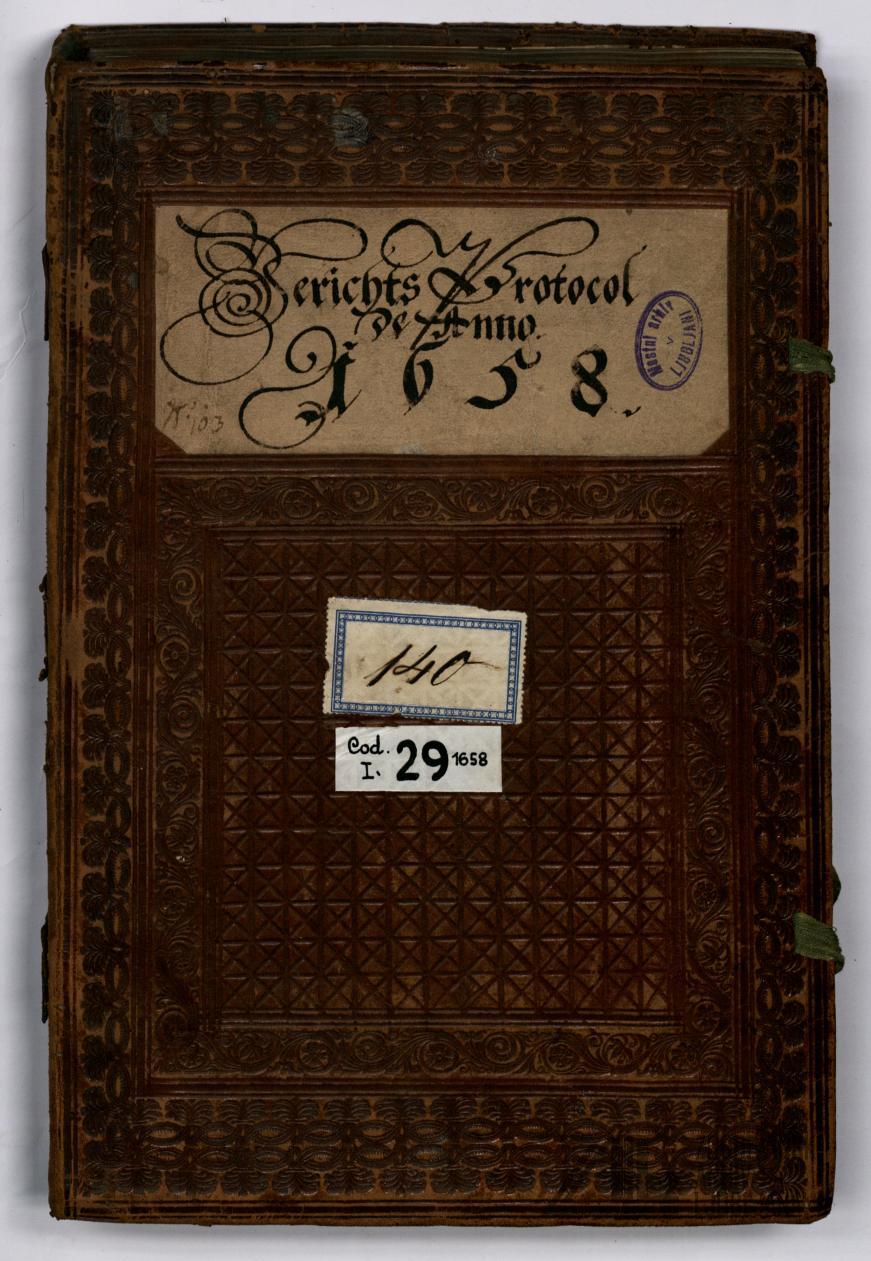 Gerichts Protocol
de Anno.
1658.
Mestni arhiv
v
LJUBLJANI
N: 103
140
Cod.
I. 29 1658